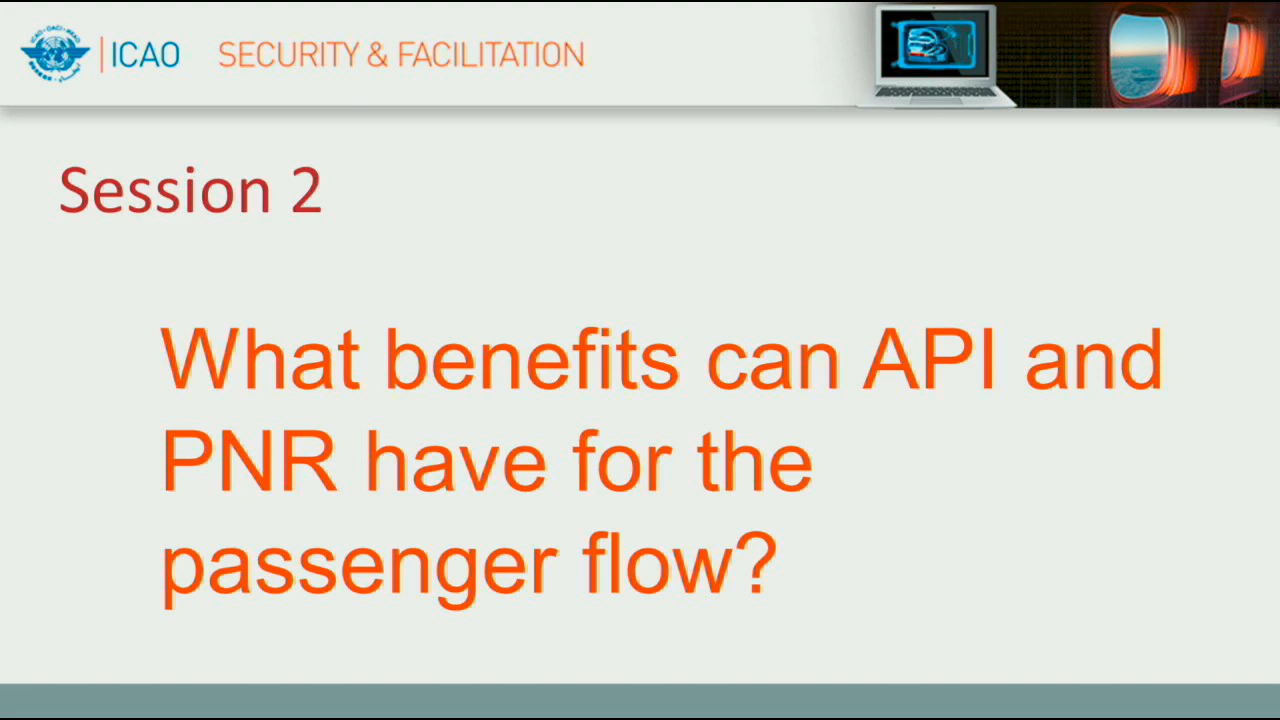 ICAO SECURITY & FACILITATION
Session 2
What benefits can API and
PNR have for the
passenger flow?